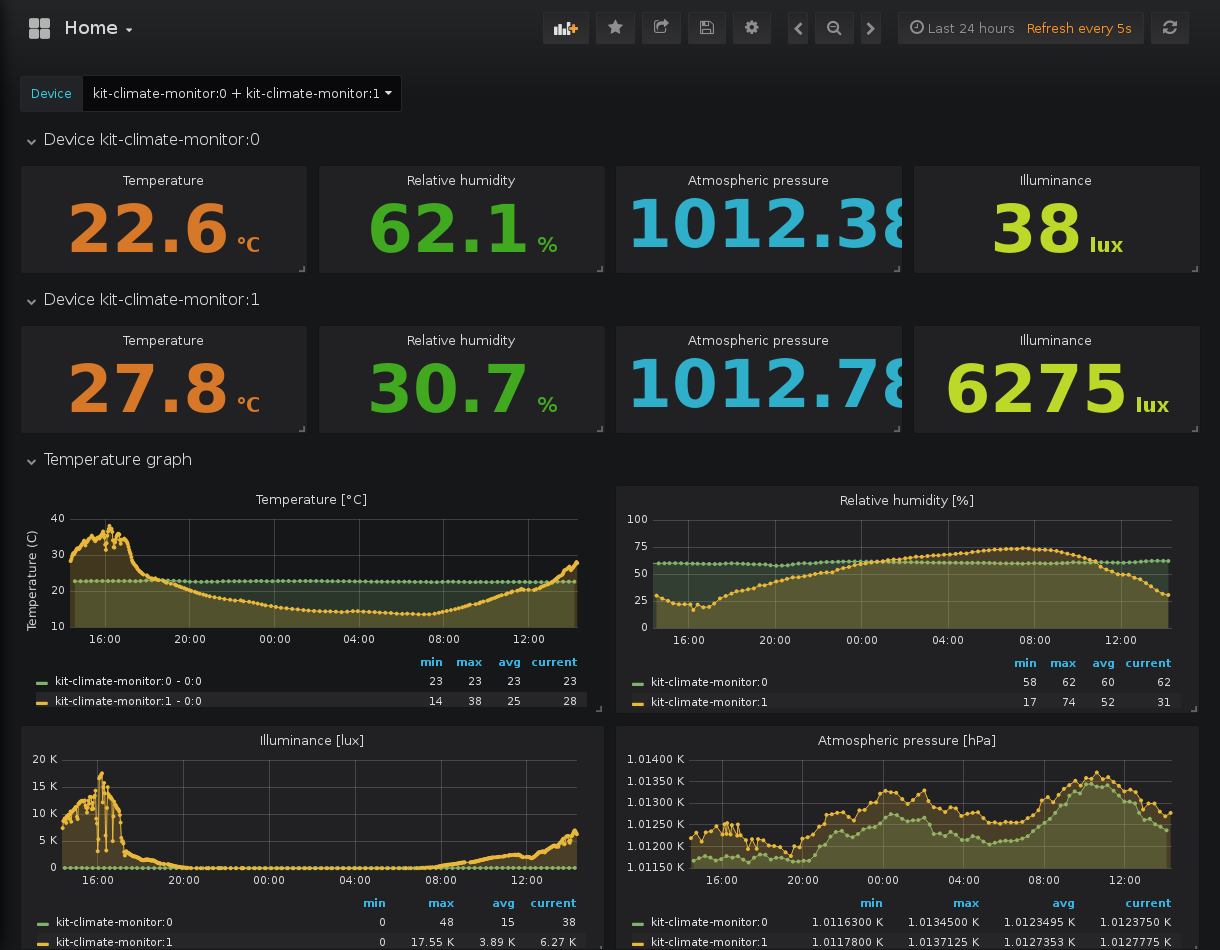 Home
Last 24 hours Refresh every 5s
Device kit-climate-monitor:0 + kit-climate-monitor:1
Device kit-climate-monitor:0
Temperature Relative humidity Atmospheric pressure Illuminance
22.6 °C 62.1 % 1012.38 38 lux
Device kit-climate-monitor:1
Temperature Relative humidity Atmospheric pressure Illuminance
27.8 °C 30.7 % 1012.78 6275 lux
Temperature graph
Temperature [°C]
Temperature (C)
40
30
20
10
16:00 20:00 00:00 04:00 08:00 12:00
min max avg current
kit-climate-monitor:0 - 0:0 23 23 23 23
kit-climate-monitor:1 - 0:0 14 38 25 28
Relative humidity [%]
100
75
50
25
0
16:00 20:00 00:00 04:00 08:00 12:00
min max avg current
kit-climate-monitor:0 58 62 60 62
kit-climate-monitor:1 17 74 52 31
Illuminance [lux]
20 K
15 K
10 K
5 K
0
16:00 20:00 00:00 04:00 08:00 12:00
min max avg current
kit-climate-monitor:0 0 48 15 38
kit-climate-monitor:1 0 17.55 K 3.89 K 6.27 K
Atmospheric pressure [hPa]
1.01400 K
1.01350 K
1.01300 K
1.01250 K
1.01200 K
1.01150 K
16:00 20:00 00:00 04:00 08:00 12:00
min max avg current
kit-climate-monitor:0 1.0116300 K 1.0134500 K 1.0123495 K 1.0123750 K
kit-climate-monitor:1 1.0117800 K 1.0137125 K 1.0127353 K 1.0127775 K